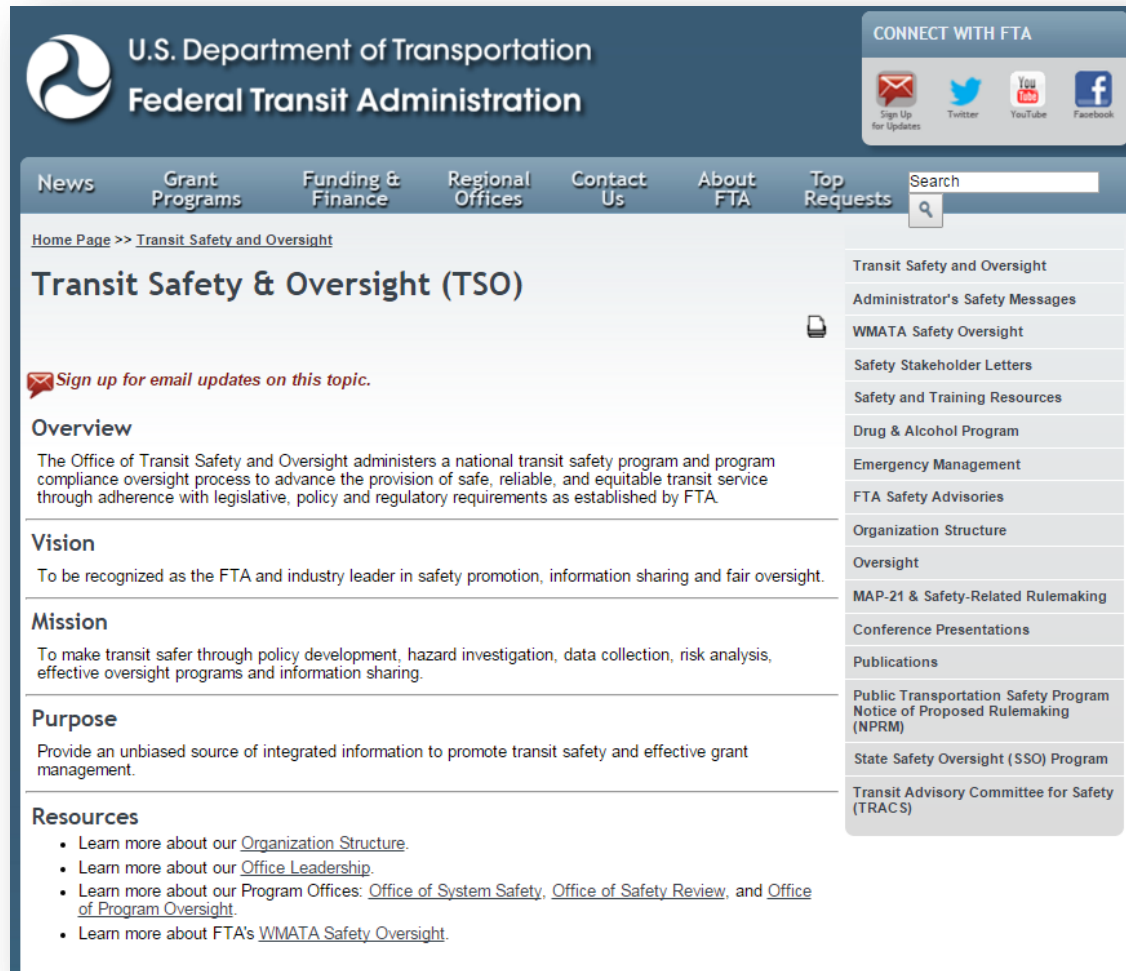 U.S. Department of Transportation
Federal Transit Administration
CONNECT WITH FTA
Sign Up
for Updates
Twitter
You
Tube
YouTube
Facebook
News
Grant
Programs
Funding &
Finance
Regional
Offices
Contact
Us
About
FTA
Top
Requests
Search
Home Page >> Transit Safety and Oversight
Transit Safety & Oversight (TSO)
Sign up for email updates on this topic.
Overview
The Office of Transit Safety and Oversight administers a national transit safety program and program
compliance oversight process to advance the provision of safe, reliable, and equitable transit service
through adherence with legislative, policy and regulatory requirements as established by FTA.
Vision
To be recognized as the FTA and industry leader in safety promotion, information sharing and fair oversight.
Mission
To make transit safer through policy development, hazard investigation, data collection, risk analysis,
effective oversight programs and information sharing.
Purpose
Provide an unbiased source of integrated information to promote transit safety and effective grant
management.
Resources
• Learn more about our Organization Structure.
• Learn more about our Office Leadership.
• Learn more about our Program Offices: Office of System Safety, Office of Safety Review, and Office
of Program Oversight.
• Learn more about FTA's WMATA Safety Oversight.
Transit Safety and Oversight
Administrator's Safety Messages
WMATA Safety Oversight
Safety Stakeholder Letters
Safety and Training Resources
Drug & Alcohol Program
Emergency Management
FTA Safety Advisories
Organization Structure
Oversight
MAP-21 & Safety-Related Rulemaking
Conference Presentations
Publications
Public Transportation Safety Program
Notice of Proposed Rulemaking
(NPRM)
State Safety Oversight (SSO) Program
Transit Advisory Committee for Safety
(TRACS)